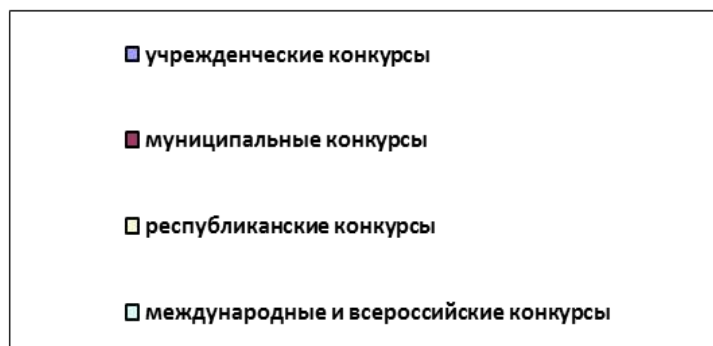 учрежденческие конкурсы
муниципальные конкурсы
республиканские конкурсы
международные и всероссийские конкурсы